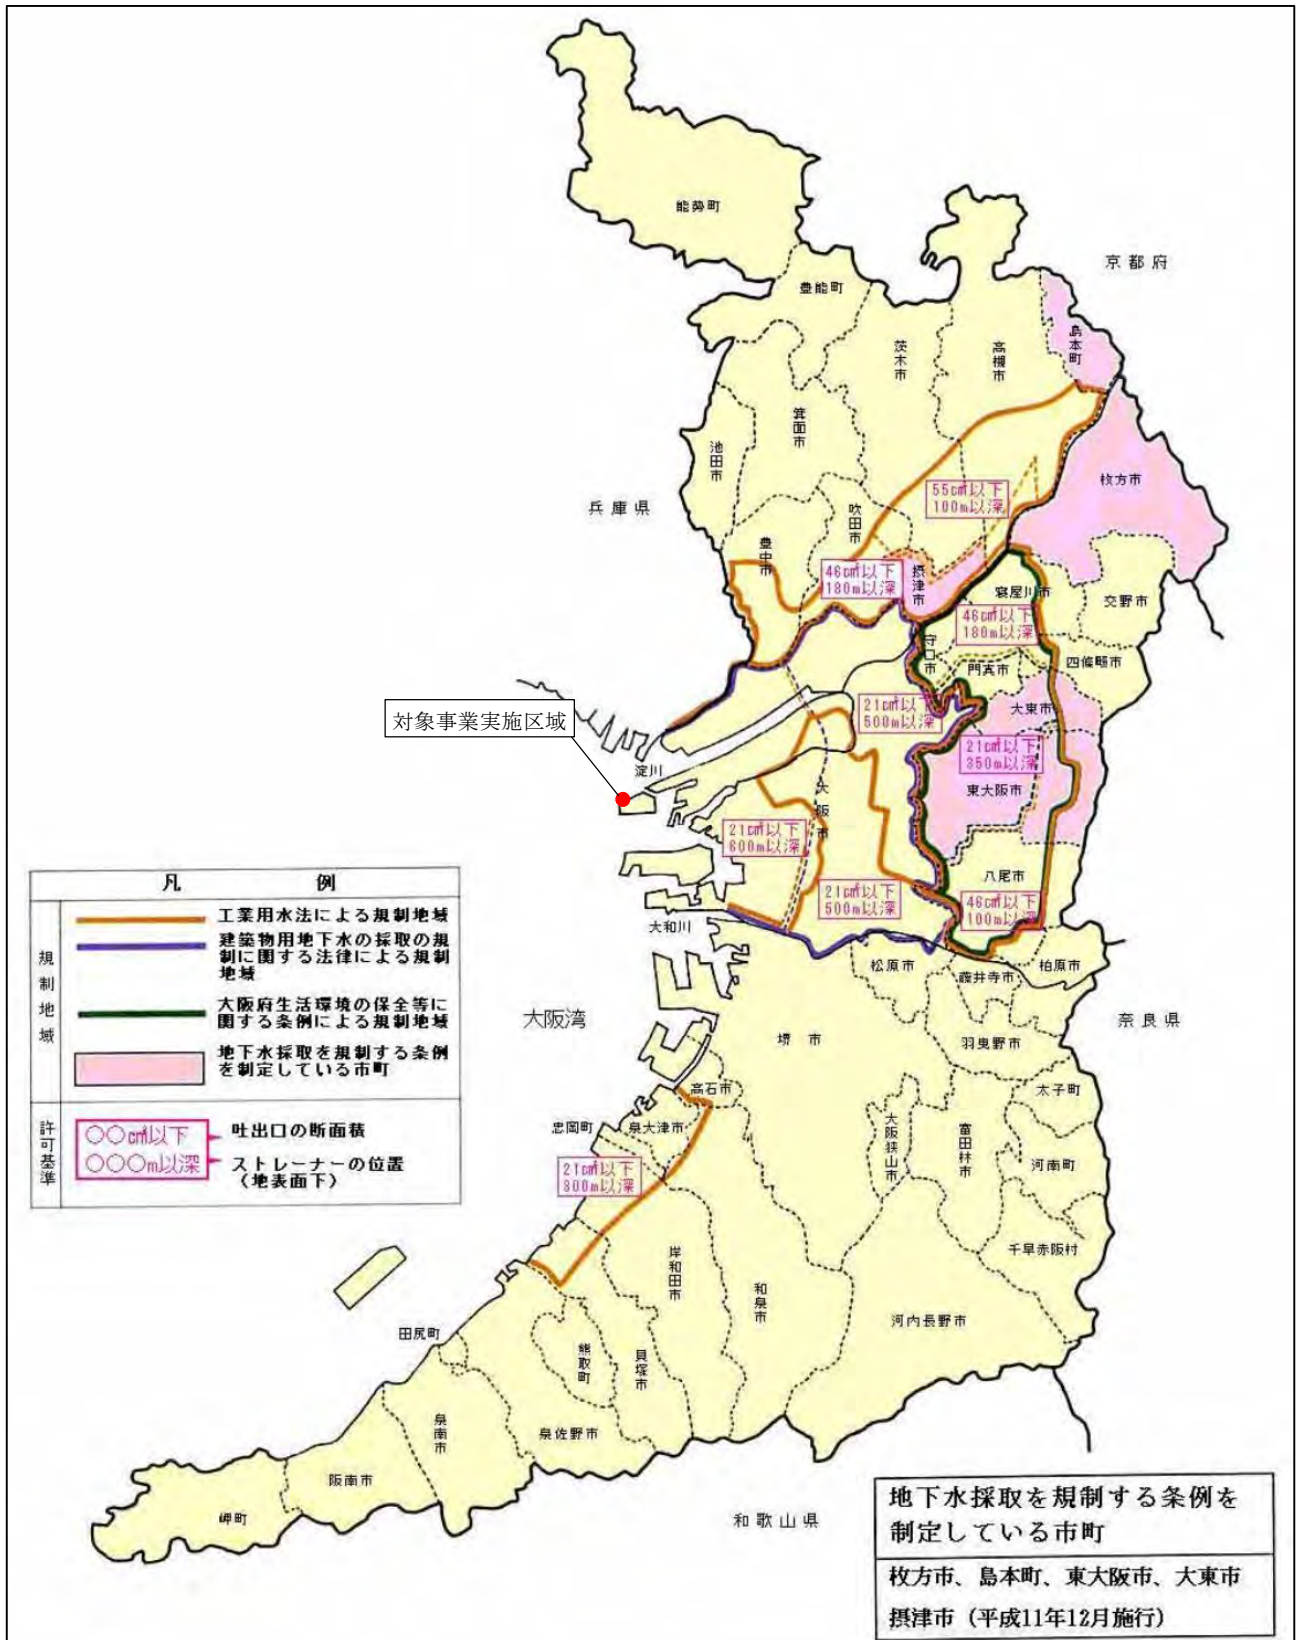 能勢町
京都府
豊能町
島本町
茨木市
高槻市
箕面市
池田市
枚方市
55c㎡以下
100m以深
兵庫県
吹田市
豊中市
摂津市
46c㎡以下
180m以深
寝屋川市
交野市
46c㎡以下
180m以深
守口市
門真市
四條畷市
対象事業実施区域
21c㎡以下
500m以深
大東市
淀川
21c㎡以下
350m以深
東大阪市
大阪市
21c㎡以下
600m以深
八尾市
21c㎡以下
500m以深
46c㎡以下
100m以深
大和川
松原市
藤井寺市
柏原市
凡例
規制地域
工業用水法による規制地域
建築物用地下水の採取の規
制に関する法律による規制
地域
大阪府生活環境の保全等に
関する条例による規制地域
地下水採取を規制する条例
を制定している市町
許可基準
○○c㎡以下
○○○m以深
吐出口の断面積
ストレーナーの位置
(地表面下)
大阪湾
堺市
奈良県
羽曳野市
太子町
高石市
忠岡町
泉大津市
大阪狭山市
富田林市
河南町
21c㎡以下
300m以深
千早赤阪村
岸和田市
和泉市
河内長野市
田尻町
熊取町
貝塚市
泉南市
泉佐野市
阪南市
岬町
和歌山県
地下水採取を規制する条例を
制定している市町
枚方市、島本町、東大阪市、大東市
摂津市（平成11年12月施行）